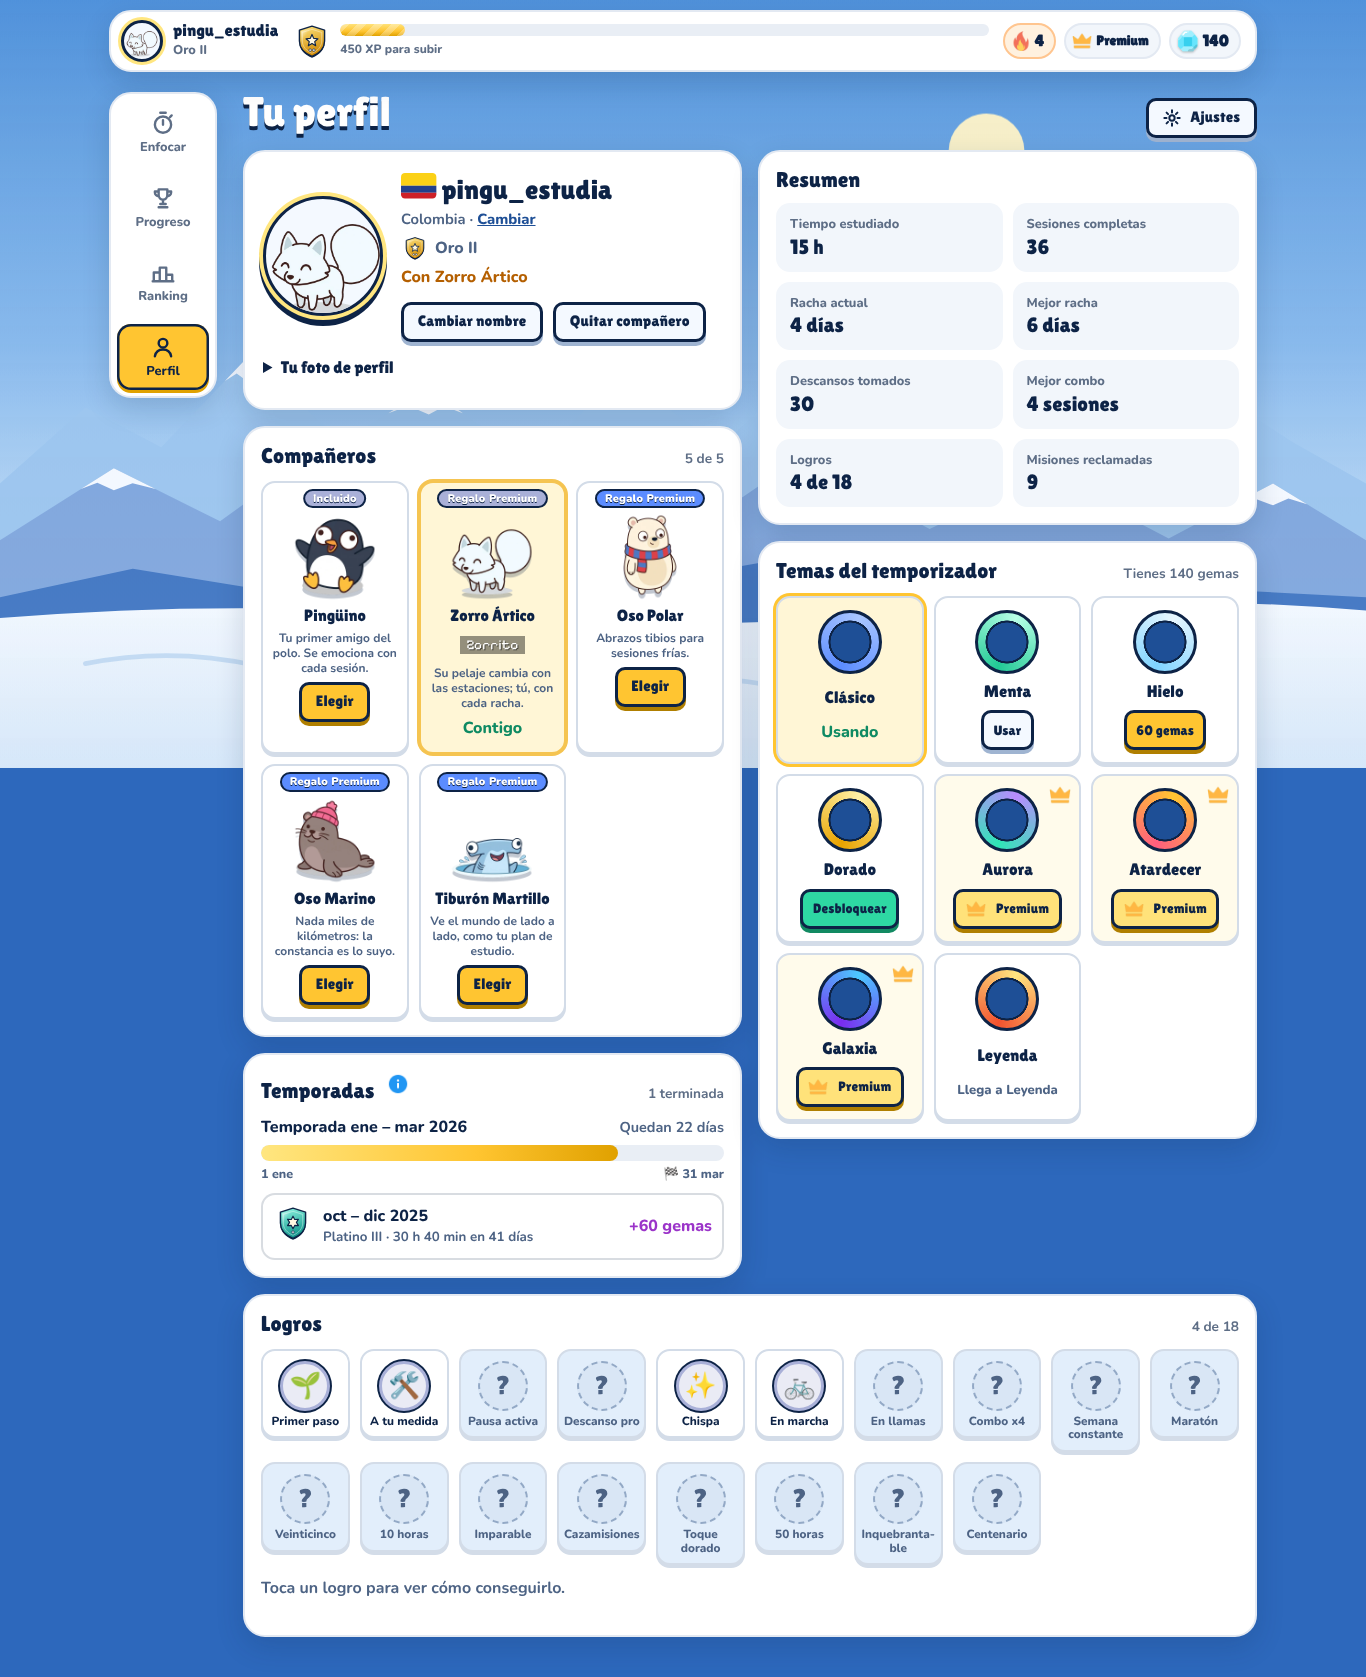 pingu_estudia
Oro II
450 XP para subir
4
Premium
140
Enfocar
Progreso
Ranking
Perfil
Tu perfil
Ajustes
pingu_estudia
Colombia · Cambiar
Oro II
Con Zorro Ártico
Cambiar nombre
Quitar compañero
Tu foto de perfil
Resumen
Tiempo estudiado
15 h
Sesiones completas
36
Racha actual
4 días
Mejor racha
6 días
Descansos tomados
30
Mejor combo
4 sesiones
Logros
4 de 18
Misiones reclamadas
9
Compañeros
5 de 5
Incluido
Pingüino
Tu primer amigo del
polo. Se emociona con
cada sesión.
Elegir
Regalo Premium
Zorro Ártico
Zorrito
Su pelaje cambia con
las estaciones; tú, con
cada racha.
Contigo
Regalo Premium
Oso Polar
Abrazos tibios para
sesiones frías.
Elegir
Regalo Premium
Oso Marino
Nada miles de
kilómetros: la
constancia es lo suyo.
Elegir
Regalo Premium
Tiburón Martillo
Ve el mundo de lado a
lado, como tu plan de
estudio.
Elegir
Temas del temporizador
Tienes 140 gemas
Clásico
Usando
Menta
Usar
Hielo
60 gemas
Dorado
Desbloquear
Aurora
Premium
Atardecer
Premium
Galaxia
Premium
Leyenda
Llega a Leyenda
Temporadas
i
1 terminada
Temporada ene – mar 2026
Quedan 22 días
1 ene
31 mar
oct – dic 2025
Platino III · 30 h 40 min en 41 días
+60 gemas
Logros
4 de 18
Primer paso
A tu medida
?
Pausa activa
?
Descanso pro
Chispa
En marcha
?
En llamas
?
Combo x4
?
Semana
constante
?
Maratón
?
Veinticinco
?
10 horas
?
Imparable
?
Cazamisiones
?
Toque
dorado
?
50 horas
?
Inquebranta-
ble
?
Centenario
Toca un logro para ver cómo conseguirlo.